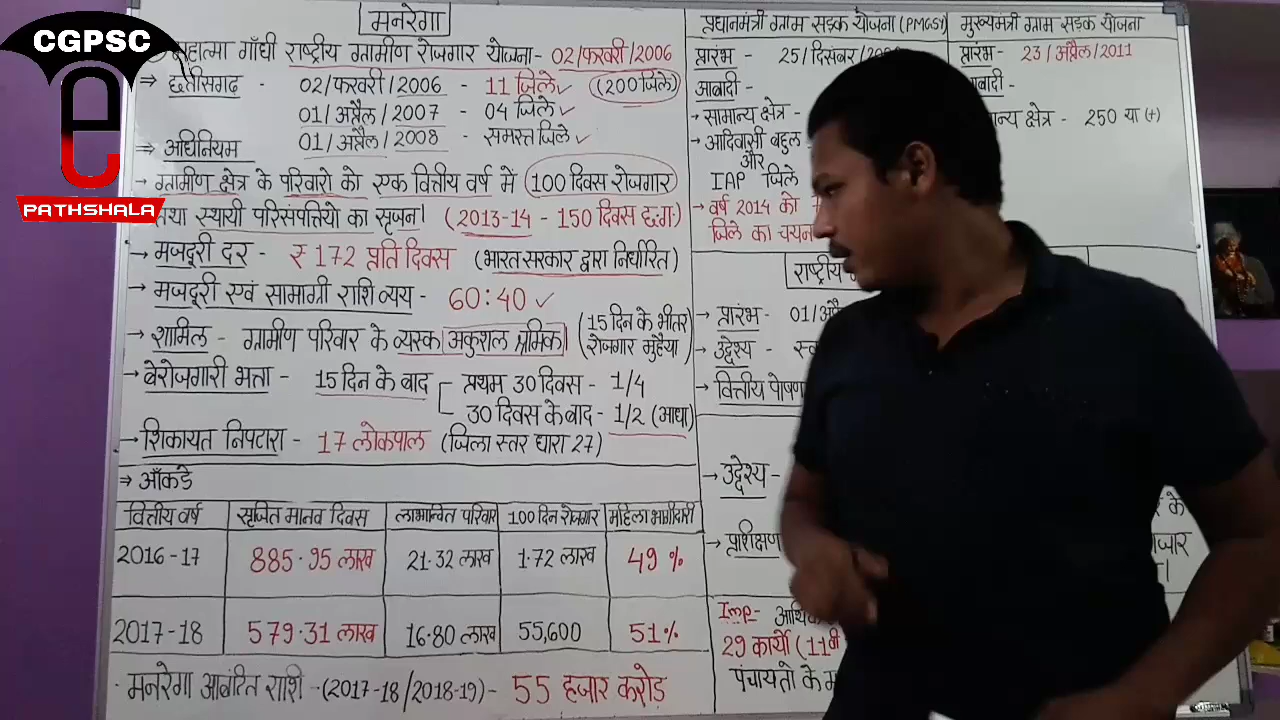 CGPSC
e
PATHSHALA
मनरेगा
महात्मा गाँधी राष्ट्रीय ग्रामीण रोजगार योजना- 02/फरवरी/2006
⇒ छत्तीसगढ़ - 02/फरवरी/2006 - 11 जिले ✓ (200 जिले)
01/अप्रैल/2007 - 04 जिले ✓
01/अप्रैल/2008 - समस्त जिले ✓
⇒ अधिनियम
→ ग्रामीण क्षेत्र के परिवारो को एक वित्तीय वर्ष में 100 दिवस रोजगार
तथा स्थायी परिसंपत्तियो का सृजन। (2013-14 - 150 दिवस छ.ग.)
→ मजदूरी दर - ₹ 172 प्रति दिवस (भारत सरकार द्वारा निर्धारित)
→ मजदूरी एवं सामाग्री राशि व्यय - 60:40 ✓
→ शामिल - ग्रामीण परिवार के व्यस्क अकुशल श्रमिक (15 दिन के भीतर रोजगार मुहैया)
→ बेरोजगारी भत्ता - 15 दिन के बाद [ प्रथम 30 दिवस - 1/4
30 दिवस के बाद - 1/2 (आधा)
→ शिकायत निपटारा - 17 लोकपाल (जिला स्तर धारा 27)
⇒ आँकडे
वित्तीय वर्ष सृजित मानव दिवस लाभान्वित परिवार 100 दिन रोजगार महिला भागीदारी
2016-17 885.95 लाख 21.32 लाख 1.72 लाख 49 %
2017-18 579.31 लाख 16.80 लाख 55,600 51%
- मनरेगा आबंटित राशि - (2017-18/2018-19) - 55 हजार करोड़
प्रधानमंत्री ग्राम सड़क योजना (PMGSY)
प्रारंभ - 25/दिसंबर/
आबादी -
→ सामान्य क्षेत्र -
→ आदिवासी बहुल
और
IAP जिले
→ वर्ष 2014 को
जिले का चयन
मुख्यमंत्री ग्राम सड़क योजना
प्रारंभ - 23/अप्रैल/2011
आबादी -
क्षेत्र - 250 या (+)
राष्ट्रीय
→ प्रारंभ - 01/
→ उद्देश्य -
→ वित्तीय पोषण
→ उद्देश्य -
→ प्रशिक्षण
के
Imp-
29 कार्यो (11वी
पंचायतो के